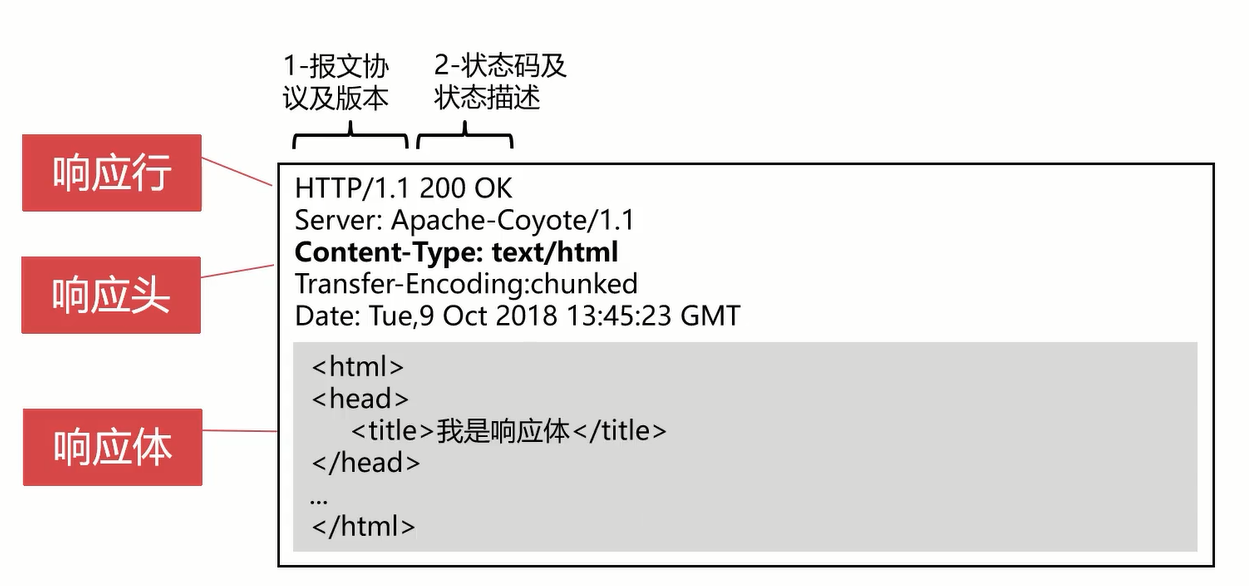 1-报文协
议及版本
2-状态码及
状态描述
响应行
HTTP/1.1 200 OK
Server: Apache-Coyote/1.1
响应头
Content-Type: text/html
Transfer-Encoding:chunked
Date: Tue,9 Oct 2018 13:45:23 GMT
响应体
<html>
<head>
<title>我是响应体</title>
</head>
...
</html>